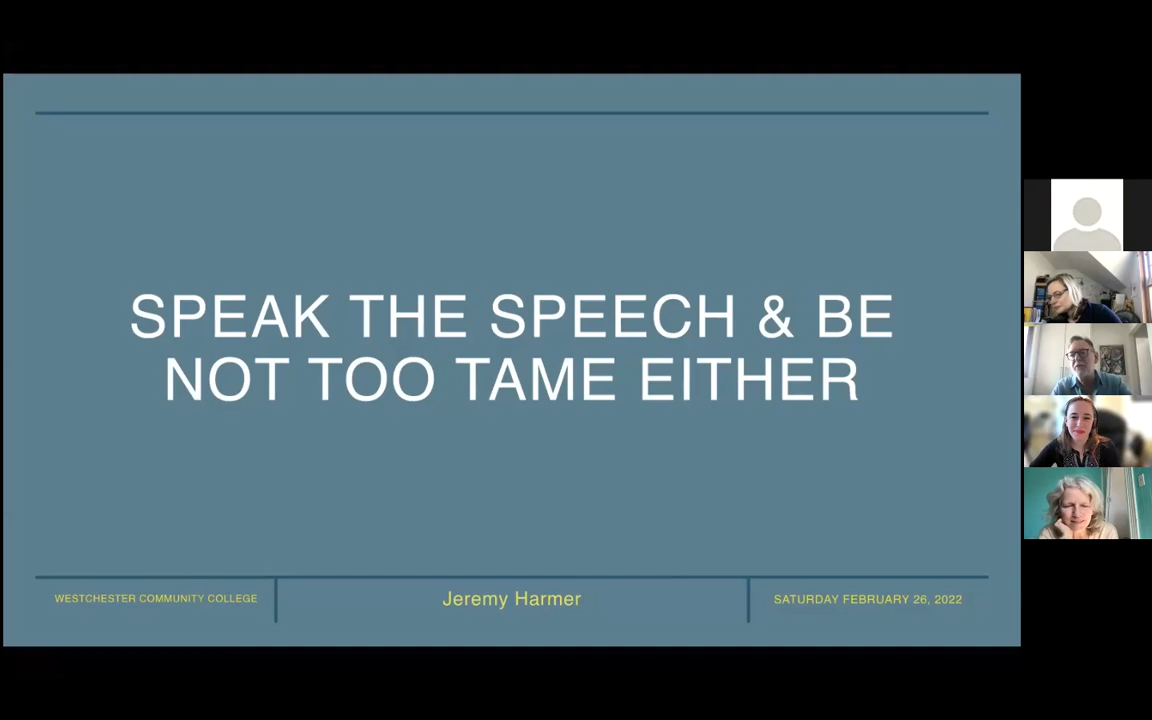 SPEAK THE SPEECH & BE
NOT TOO TAME EITHER
WESTCHESTER COMMUNITY COLLEGE
Jeremy Harmer
SATURDAY FEBRUARY 26, 2022